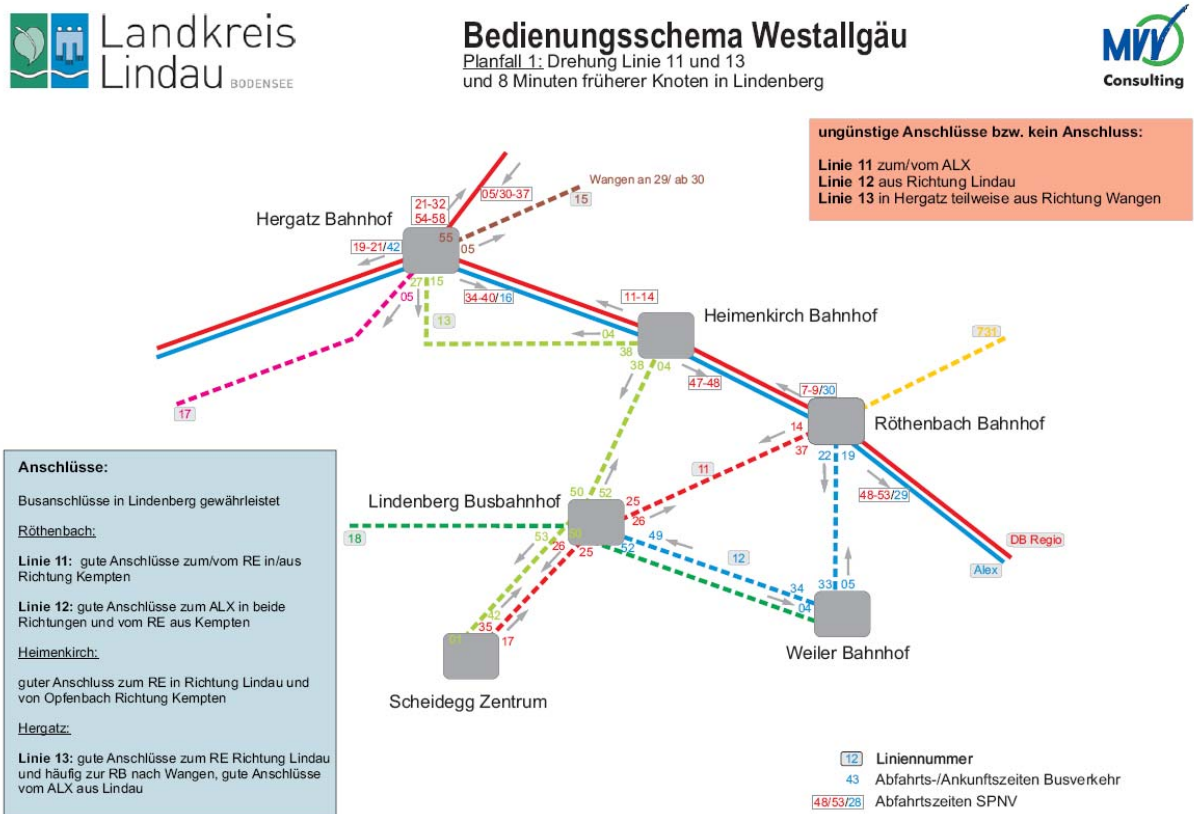 Landkreis
Lindau BODENSEE
Bedienungsschema Westallgäu
Planfall 1: Drehung Linie 11 und 13
und 8 Minuten früherer Knoten in Lindenberg
MVV
Consulting
ungünstige Anschlüsse bzw. kein Anschluss:
Linie 11 zum/vom ALX
Linie 12 aus Richtung Lindau
Linie 13 in Hergatz teilweise aus Richtung Wangen
Wangen an 29/ ab 30
05/30-37
15
21-32
54-58
Hergatz Bahnhof
55
05
19-21/42
27 15
05
34-40/16
11-14
13
04
Heimenkirch Bahnhof
38
38 04
47-48
731
17
7-9/30
14
37
Röthenbach Bahnhof
22 19
11
48-53/29
Anschlüsse:
Busanschlüsse in Lindenberg gewährleistet
Röthenbach:
Linie 11: gute Anschlüsse zum/vom RE in/aus
Richtung Kempten
Linie 12: gute Anschlüsse zum ALX in beide
Richtungen und vom RE aus Kempten
Heimenkirch:
guter Anschluss zum RE in Richtung Lindau und
von Opfenbach Richtung Kempten
Hergatz:
Linie 13: gute Anschlüsse zum RE Richtung Lindau
und häufig zur RB nach Wangen, gute Anschlüsse
vom ALX aus Lindau
Lindenberg Busbahnhof
50 52
25
26
18
53
26 25
52
49
12
DB Regio
Alex
34
33 05
04
42
35
17
Weiler Bahnhof
Scheidegg Zentrum
12 Liniennummer
43 Abfahrts-/Ankunftszeiten Busverkehr
48/53/28 Abfahrtszeiten SPNV